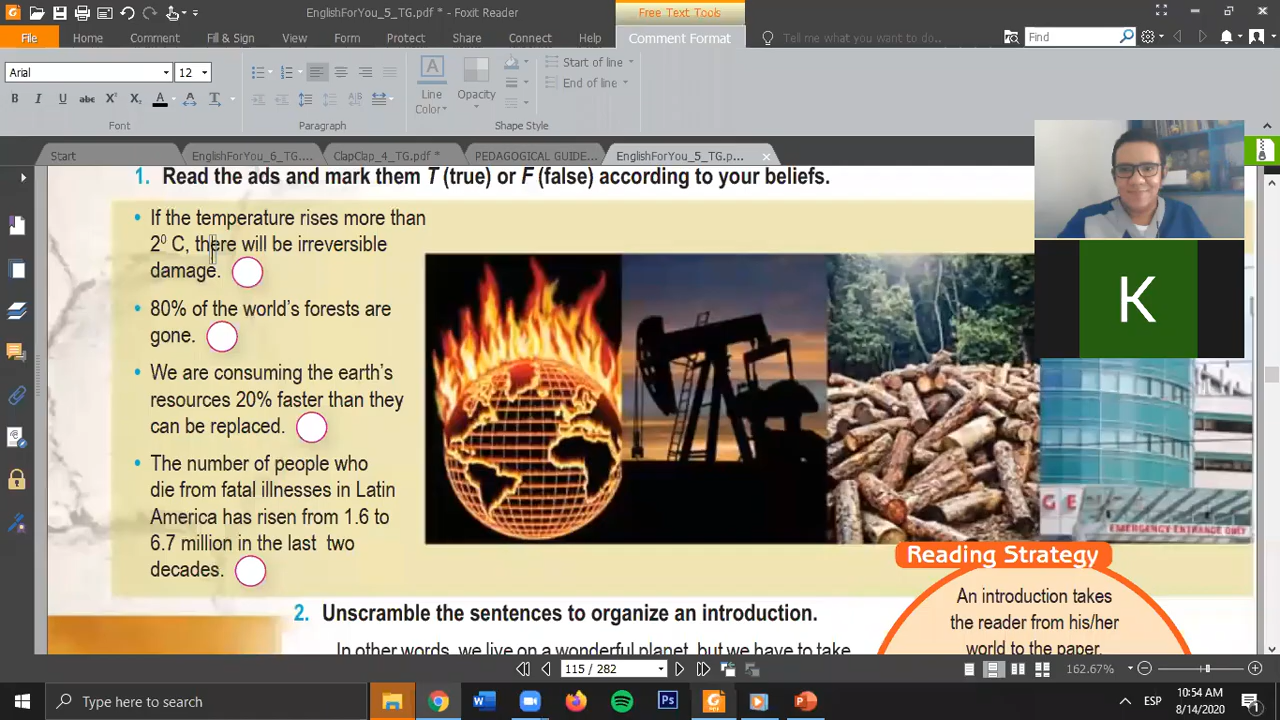 EnglishForYou_5_TG.pdf * - Foxit Reader
Free Text Tools
File Home Comment Fill & Sign View Form Protect Share Connect Help Comment Format Tell me what you want to do.. Find
Arial 12
Line Color Opacity
Start of line
End of line
Font Paragraph Shape Style
Start EnglishForYou_6_TG.... ClapClap_4_TG.pdf * PEDAGOGICAL GUIDE... EnglishForYou_5_TG.p...
1. Read the ads and mark them T (true) or F (false) according to your beliefs.
• If the temperature rises more than
2⁰ C, there will be irreversible
damage.
• 80% of the world's forests are
gone.
• We are consuming the earth's
resources 20% faster than they
can be replaced.
• The number of people who
die from fatal illnesses in Latin
America has risen from 1.6 to
6.7 million in the last two
decades.
K
G E
EMERGENCY ENTRANCE ONLY
Reading Strategy
An introduction takes
the reader from his/her
world to the paper.
2. Unscramble the sentences to organize an introduction.
In other words, we live on a wonderful planet, but we have to take
115 / 282
162.67%
Type here to search
ESP
10:54 AM
8/14/2020